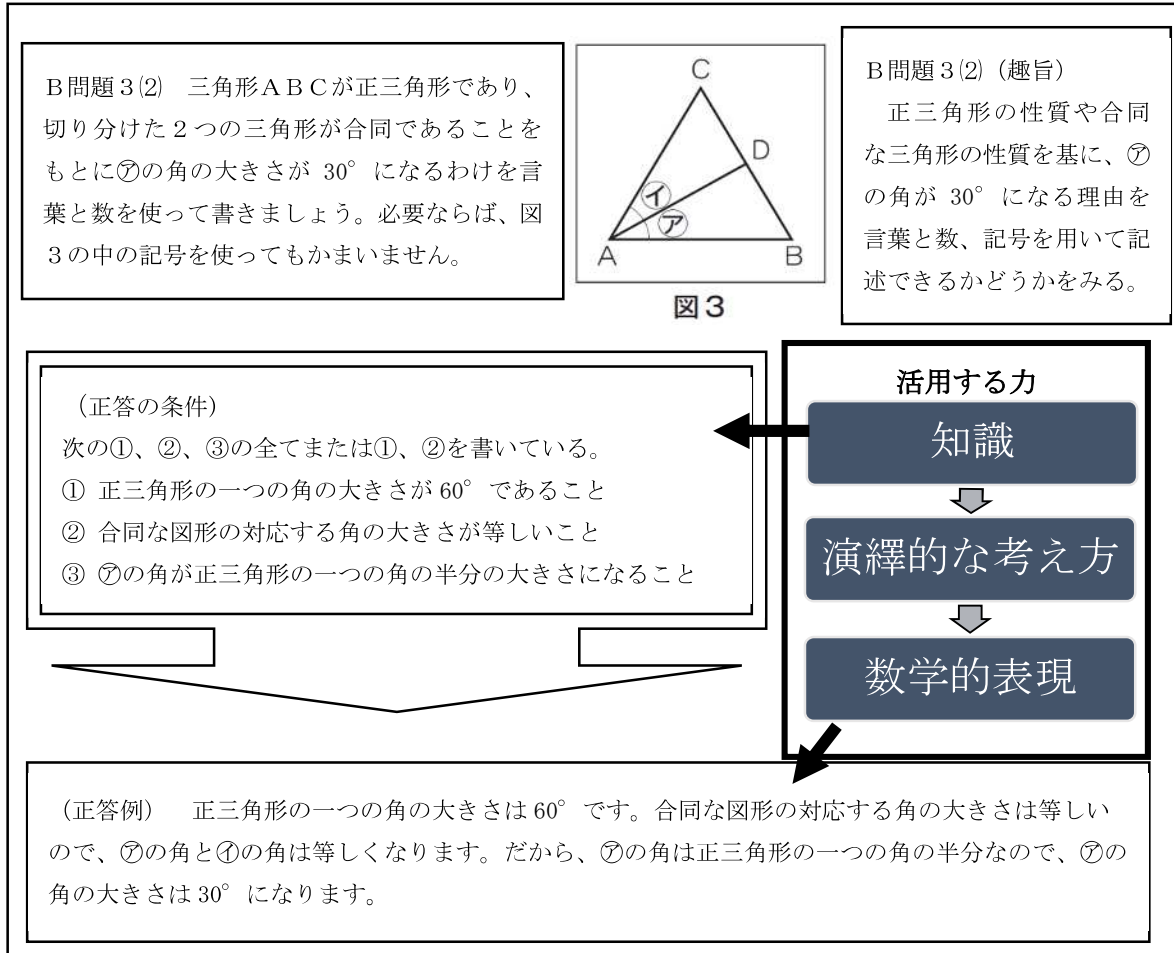 B問題3⑵　三角形ABCが正三角形であり、
切り分けた2つの三角形が合同であることを
もとに㋐の角の大きさが 30° になるわけを言
葉と数を使って書きましょう。必要ならば、図
3の中の記号を使ってもかまいません。
C
D
㋑
㋐
A
B
図3
B問題3⑵（趣旨）
正三角形の性質や合同
な三角形の性質を基に、㋐
の角が 30° になる理由を
言葉と数、記号を用いて記
述できるかどうかをみる。
（正答の条件）
次の①、②、③の全てまたは①、②を書いている。
① 正三角形の一つの角の大きさが 60° であること
② 合同な図形の対応する角の大きさが等しいこと
③ ㋐の角が正三角形の一つの角の半分の大きさになること
活用する力
知識
演繹的な考え方
数学的表現
（正答例）　正三角形の一つの角の大きさは 60° です。合同な図形の対応する角の大きさは等しい
ので、㋐の角と㋑の角は等しくなります。だから、㋐の角は正三角形の一つの角の半分なので、㋐の
角の大きさは 30° になります。